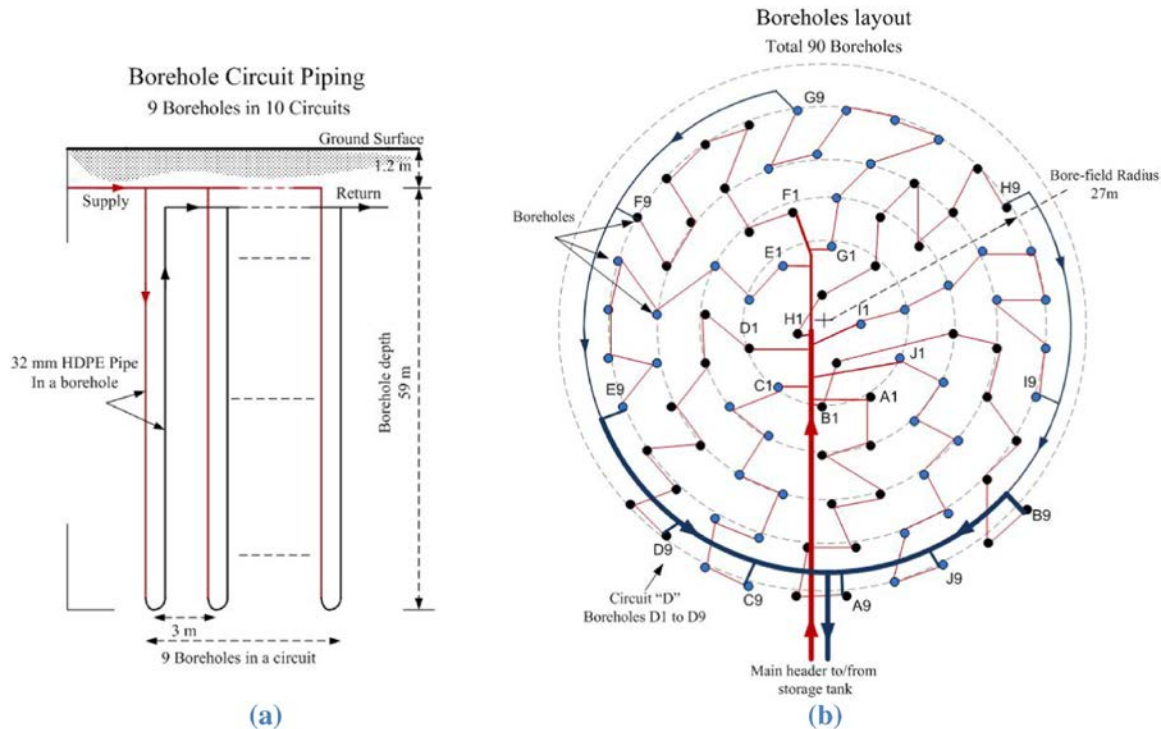 Borehole Circuit Piping
9 Boreholes in 10 Circuits
Ground Surface
1.2 m
Supply
Return
32 mm HDPE Pipe
In a borehole
Borehole depth
59 m
3 m
9 Boreholes in a circuit
(a)
Boreholes layout
Total 90 Boreholes
G9
Bore-field Radius
27m
H9
F9
F1
Boreholes
G1
E1
I1
H1
D1
J1
C1
A1
B1
I9
E9
B9
D9
J9
C9
A9
Circuit “D”
Boreholes D1 to D9
Main header to/from
storage tank
(b)